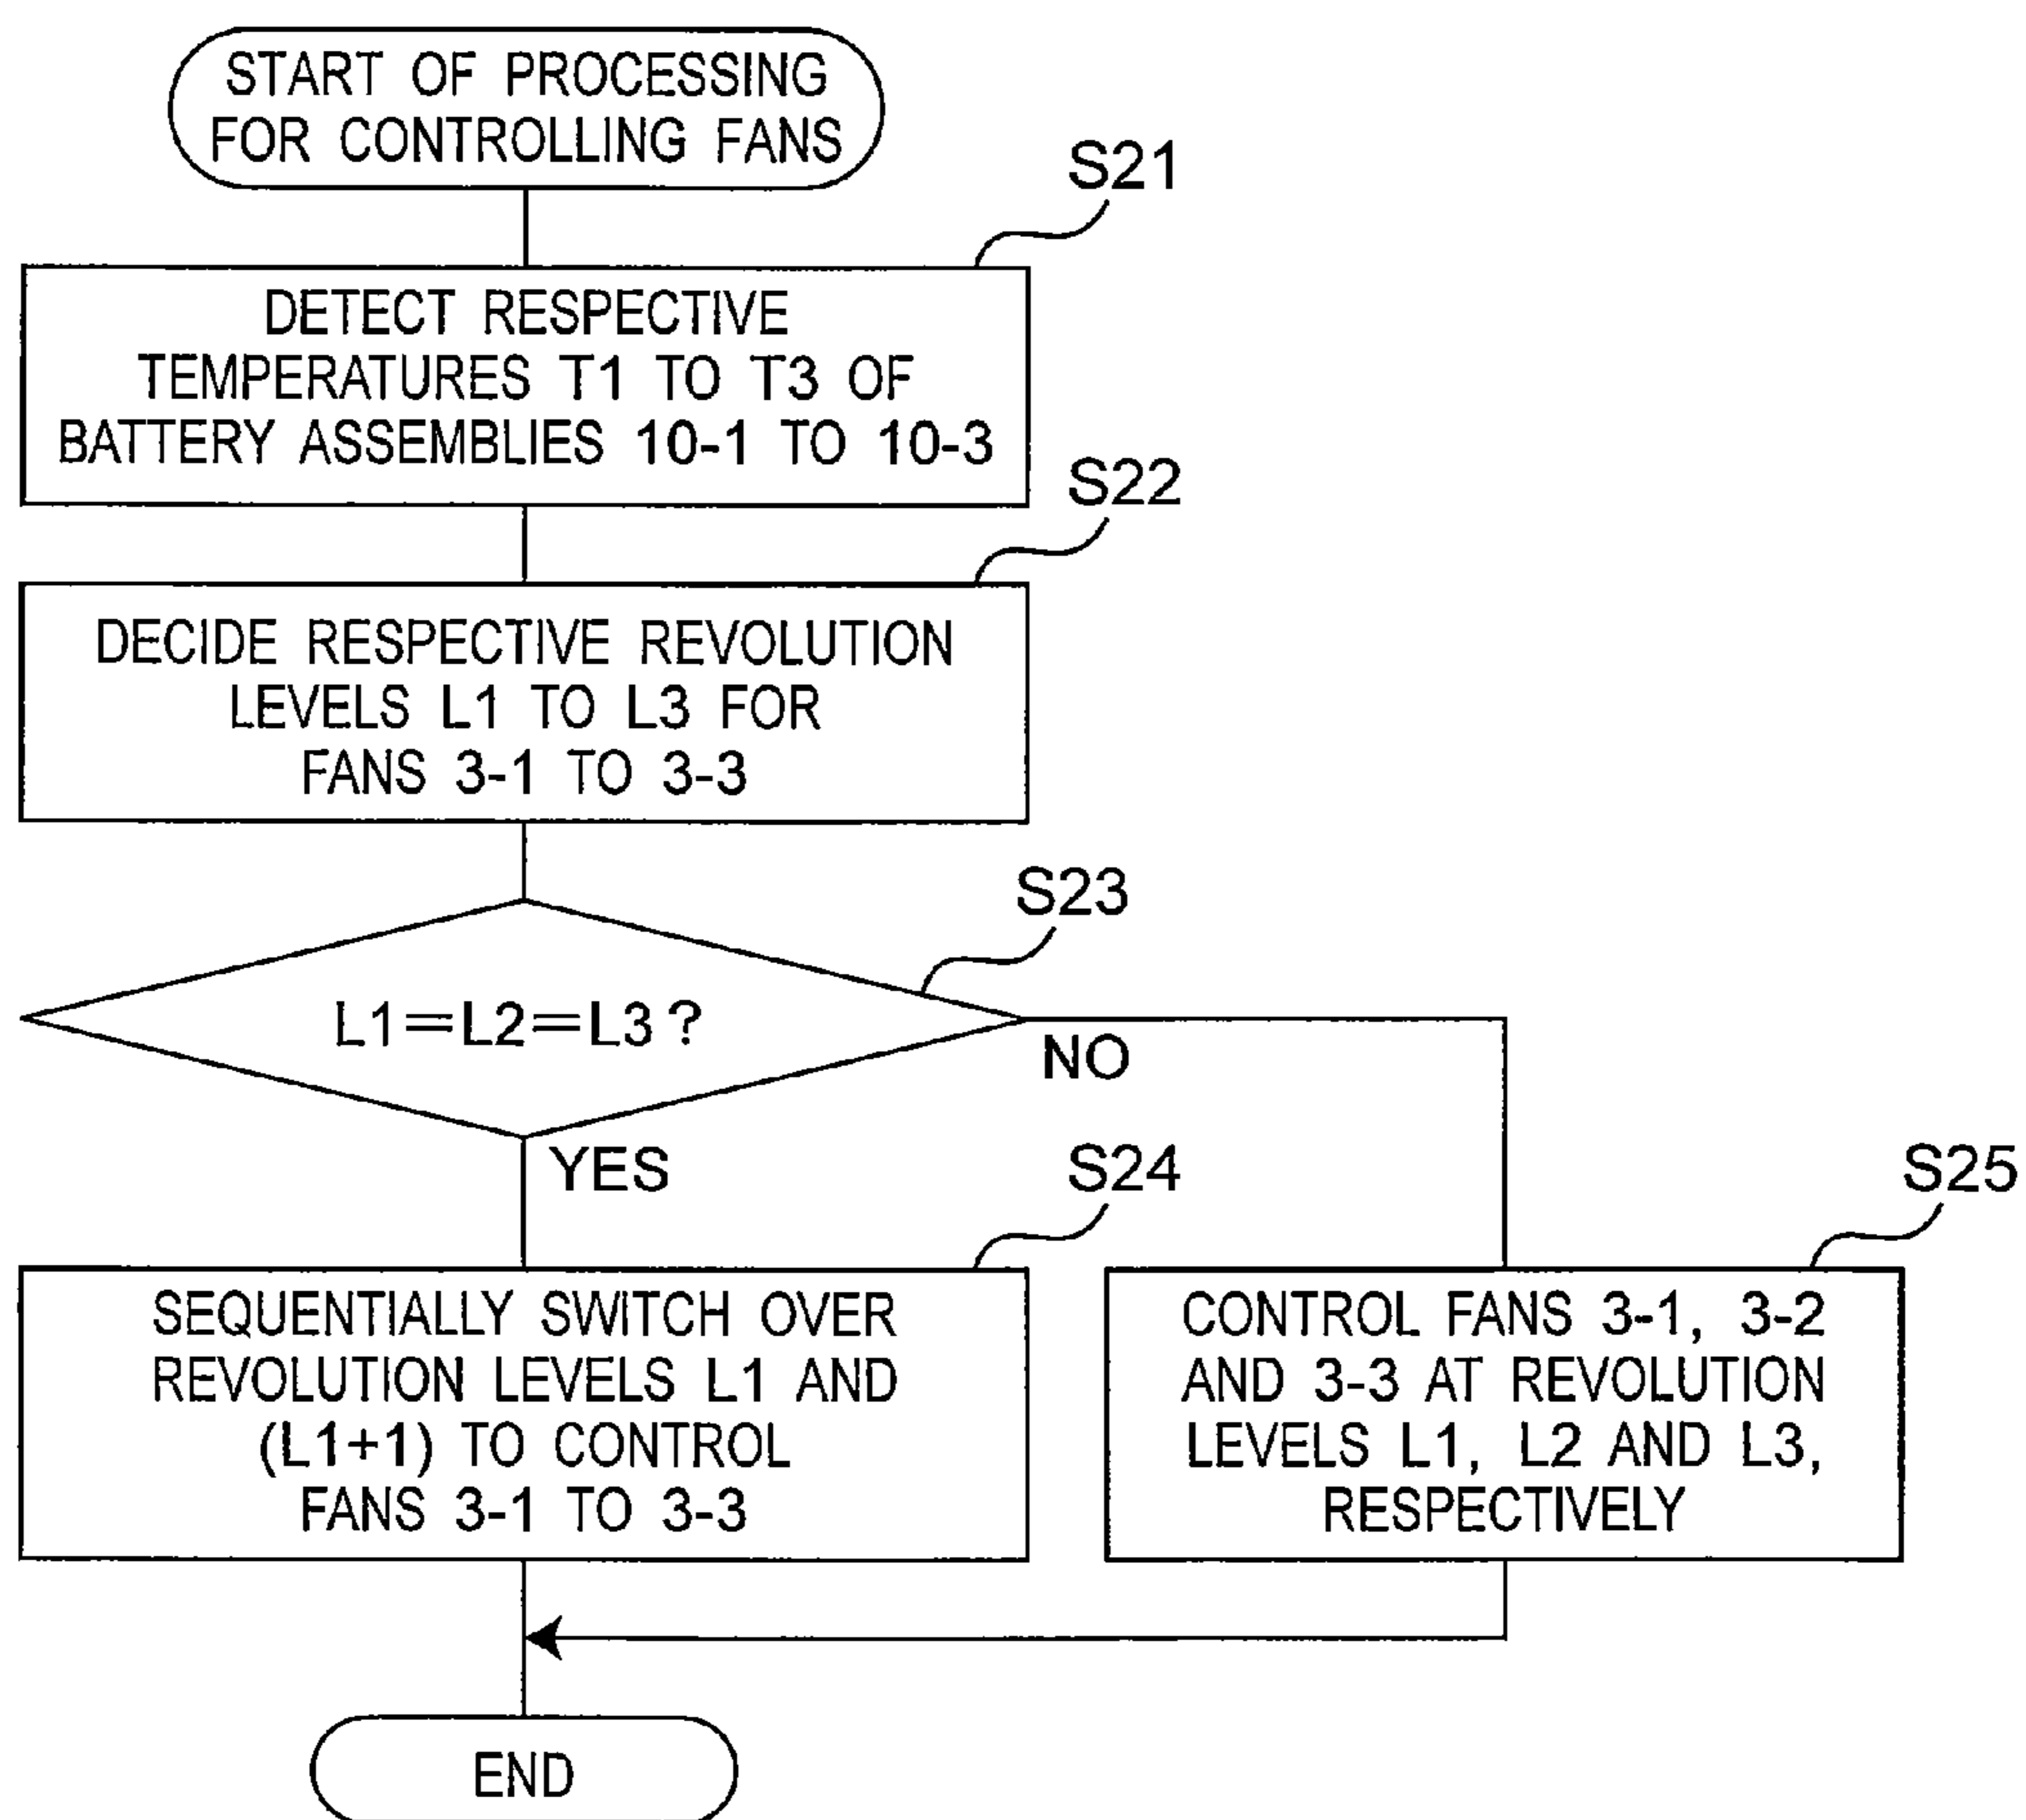 START OF PROCESSING
FOR CONTROLLING FANS
S21
DETECT RESPECTIVE
TEMPERATURES T1 TO T3 OF
BATTERY ASSEMBLIES 10-1 TO 10-3
S22
DECIDE RESPECTIVE REVOLUTION
LEVELS L1 TO L3 FOR
FANS 3-1 TO 3-3
S23
L1=L2=L3?
NO
YES
S24
SEQUENTIALLY SWITCH OVER
REVOLUTION LEVELS L1 AND
(L1+1) TO CONTROL
FANS 3-1 TO 3-3
S25
CONTROL FANS 3-1, 3-2
AND 3-3 AT REVOLUTION
LEVELS L1, L2 AND L3,
RESPECTIVELY
END